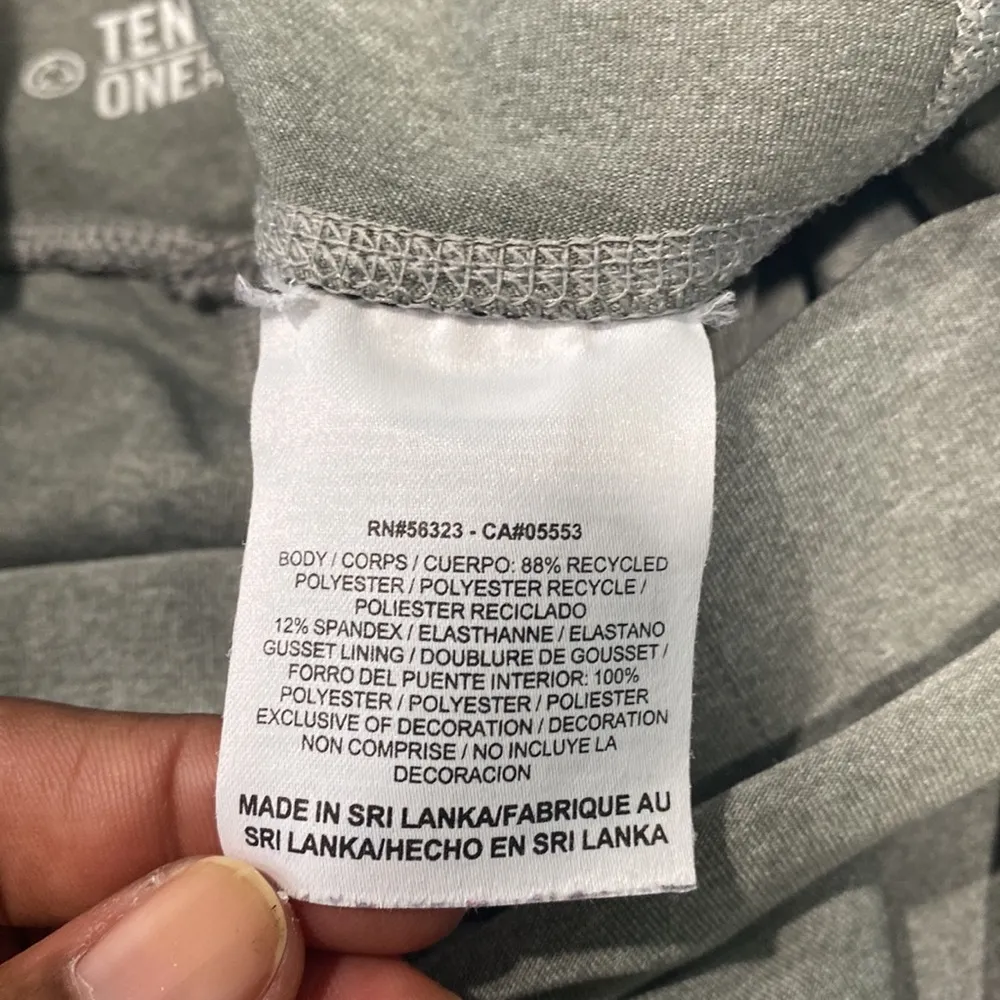 TEN
ONE
RN#56323 - CA#05553
BODY / CORPS / CUERPO: 88% RECYCLED
POLYESTER / POLYESTER RECYCLE /
POLIESTER RECICLADO
12% SPANDEX / ELASTHANNE / ELASTANO
GUSSET LINING / DOUBLURE DE GOUSSET /
FORRO DEL PUENTE INTERIOR: 100%
POLYESTER / POLYESTER / POLIESTER
EXCLUSIVE OF DECORATION / DECORATION
NON COMPRISE / NO INCLUYE LA
DECORACION
MADE IN SRI LANKA/FABRIQUE AU
SRI LANKA/HECHO EN SRI LANKA